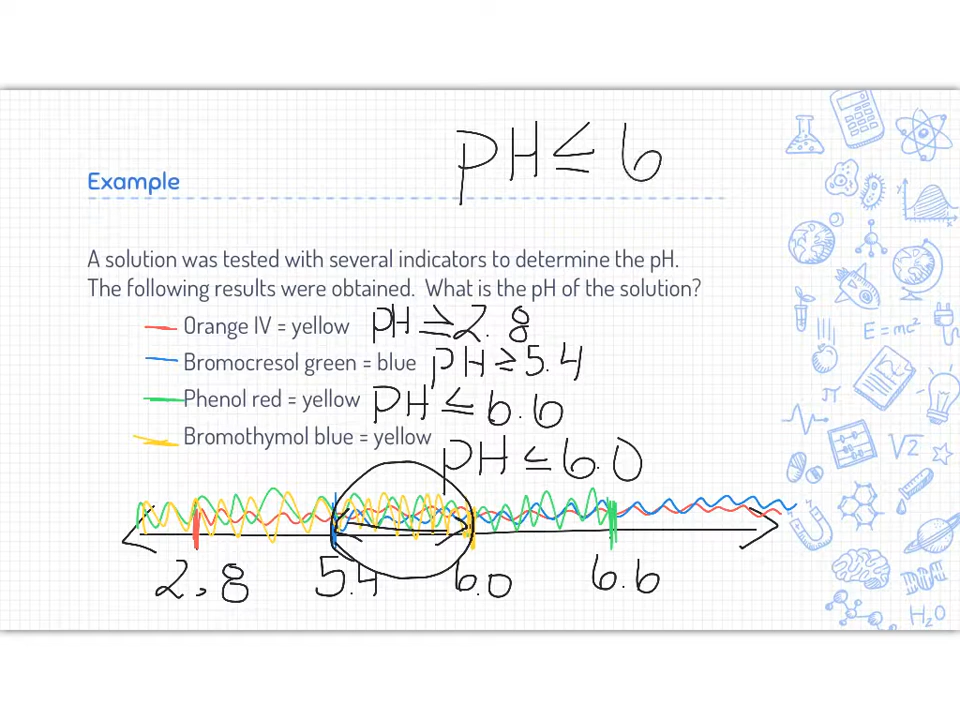 pH ≤ 6
Example
A solution was tested with several indicators to determine the pH.
The following results were obtained. What is the pH of the solution?
Orange IV = yellow pH ≥ 2.8
Bromocresol green = blue pH ≥ 5.4
Phenol red = yellow pH ≤ 6.6
Bromothymol blue = yellow pH ≤ 6.0
2.8 5.4 6.0 6.6
y
x
E=mc²
π
√2
H₂O